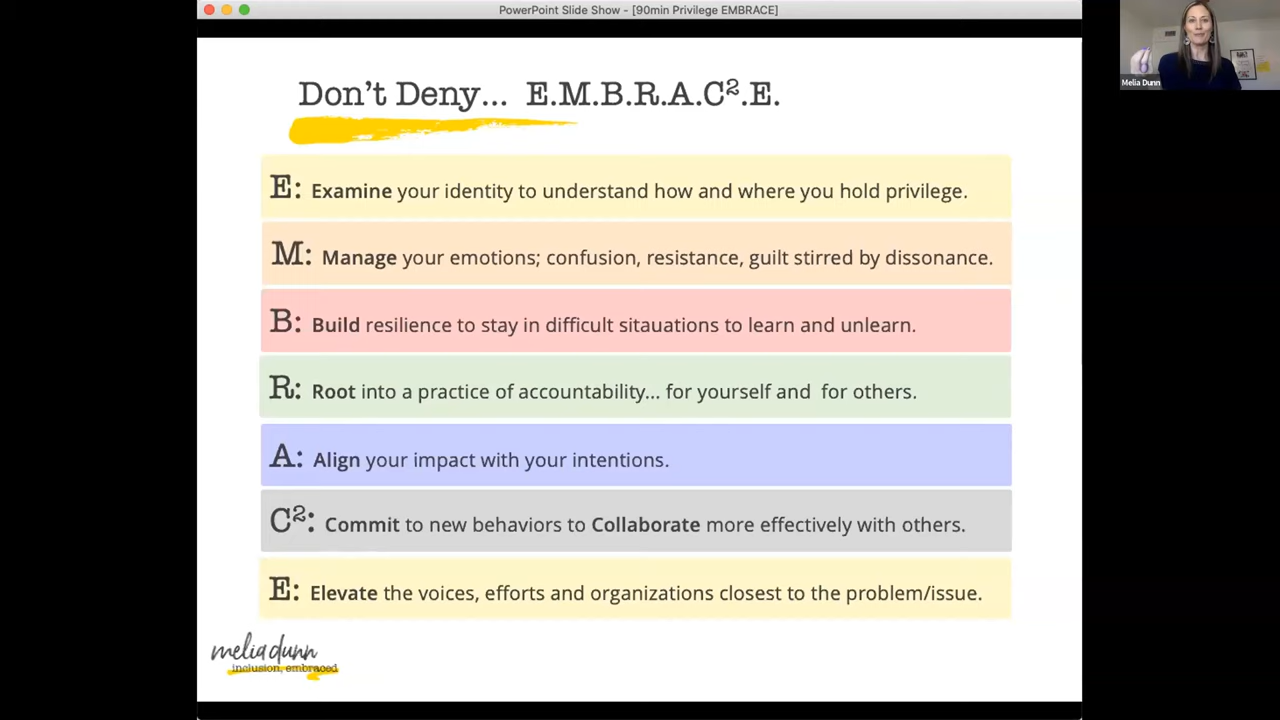 PowerPoint Slide Show - [90min Privilege EMBRACE]
Melia Dunn
Don't Deny... E.M.B.R.A.C².E.
E: Examine your identity to understand how and where you hold privilege.
M: Manage your emotions; confusion, resistance, guilt stirred by dissonance.
B: Build resilience to stay in difficult sitauations to learn and unlearn.
R: Root into a practice of accountability... for yourself and  for others.
A: Align your impact with your intentions.
C²: Commit to new behaviors to Collaborate more effectively with others.
E: Elevate the voices, efforts and organizations closest to the problem/issue.
meliadunn
inclusion, embraced